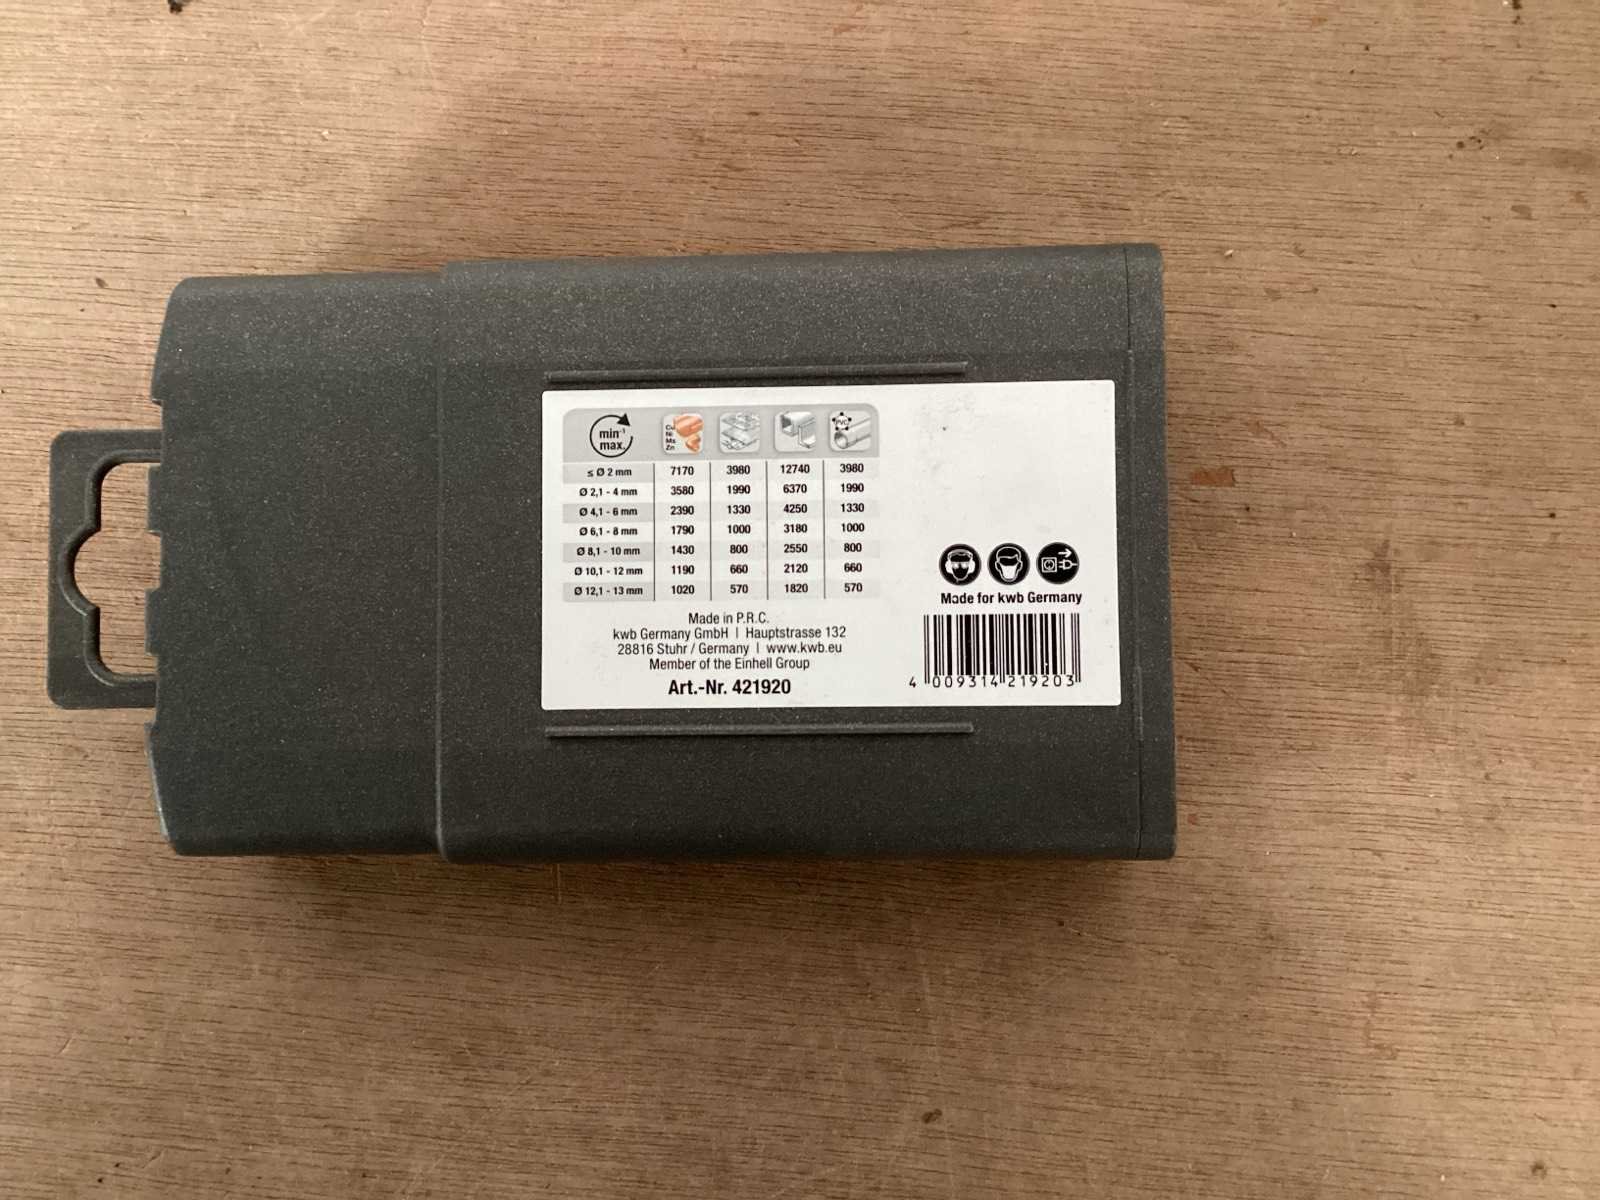 min-1
max.
Cu
Ni
Ms
Zn
PVC
≤ Ø 2 mm 7170 3980 12740 3980
Ø 2,1 - 4 mm 3580 1990 6370 1990
Ø 4,1 - 6 mm 2390 1330 4250 1330
Ø 6,1 - 8 mm 1790 1000 3180 1000
Ø 8,1 - 10 mm 1430 800 2550 800
Ø 10,1 - 12 mm 1190 660 2120 660
Ø 12,1 - 13 mm 1020 570 1820 570
Made in P.R.C.
kwb Germany GmbH | Hauptstrasse 132
28816 Stuhr / Germany | www.kwb.eu
Member of the Einhell Group
Art.-Nr. 421920
Made for kwb Germany
4 009314 219203